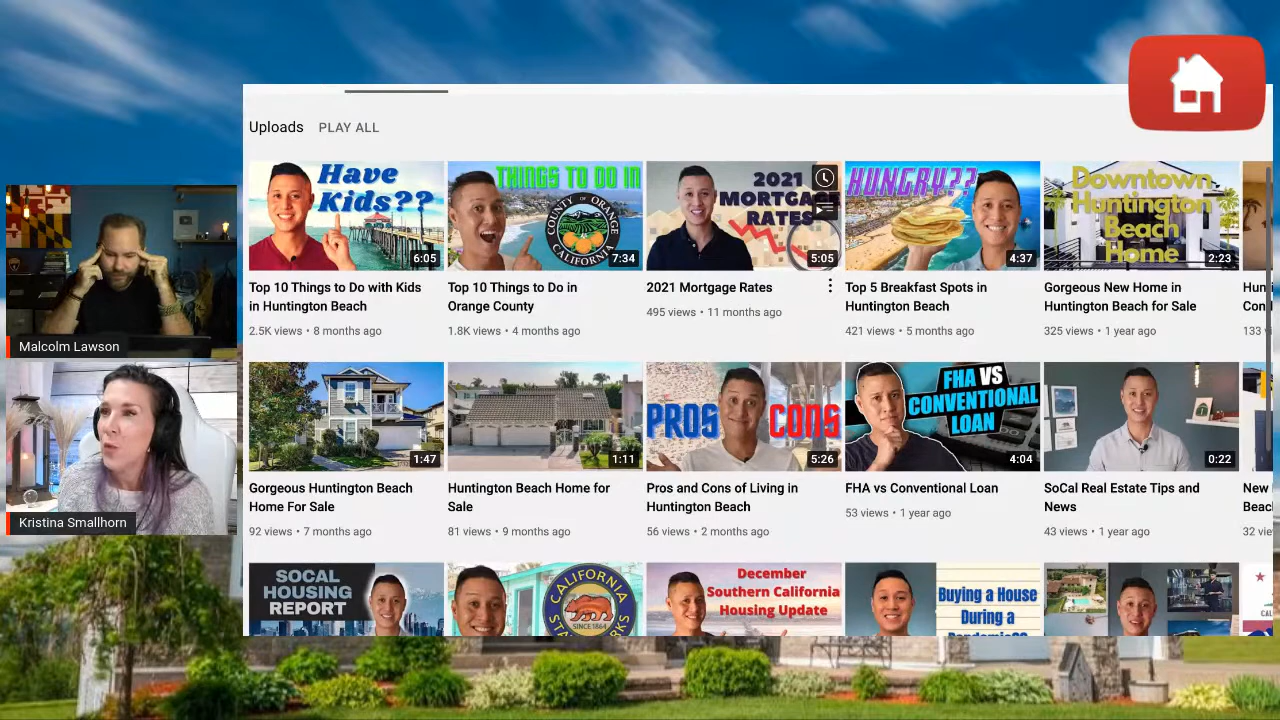 Uploads PLAY ALL
Have
Kids??
6:05
THINGS TO DO IN
COUNTY OF ORANGE
CALIFORNIA
7:34
2021
MORTGAGE
RATES
5:05
HUNGRY??
4:37
Downtown
Huntington
Beach
Home
2:23
Top 10 Things to Do with Kids
in Huntington Beach
2.5K views • 8 months ago
Top 10 Things to Do in
Orange County
1.8K views • 4 months ago
2021 Mortgage Rates
495 views • 11 months ago
Top 5 Breakfast Spots in
Huntington Beach
421 views • 5 months ago
Gorgeous New Home in
Huntington Beach for Sale
325 views • 1 year ago
133
Malcolm Lawson
Kristina Smallhorn
1:47
1:11
PROS CONS
5:26
FHA VS
CONVENTIONAL
LOAN
4:04
0:22
Gorgeous Huntington Beach
Home For Sale
92 views • 7 months ago
Huntington Beach Home for
Sale
81 views • 9 months ago
Pros and Cons of Living in
Huntington Beach
56 views • 2 months ago
FHA vs Conventional Loan
53 views • 1 year ago
SoCal Real Estate Tips and
News
43 views • 1 year ago
New
32
SOCAL
HOUSING
REPORT
CALIFORNIA
SINCE 1864
December
Southern California
Housing Update
Buying a House
During a